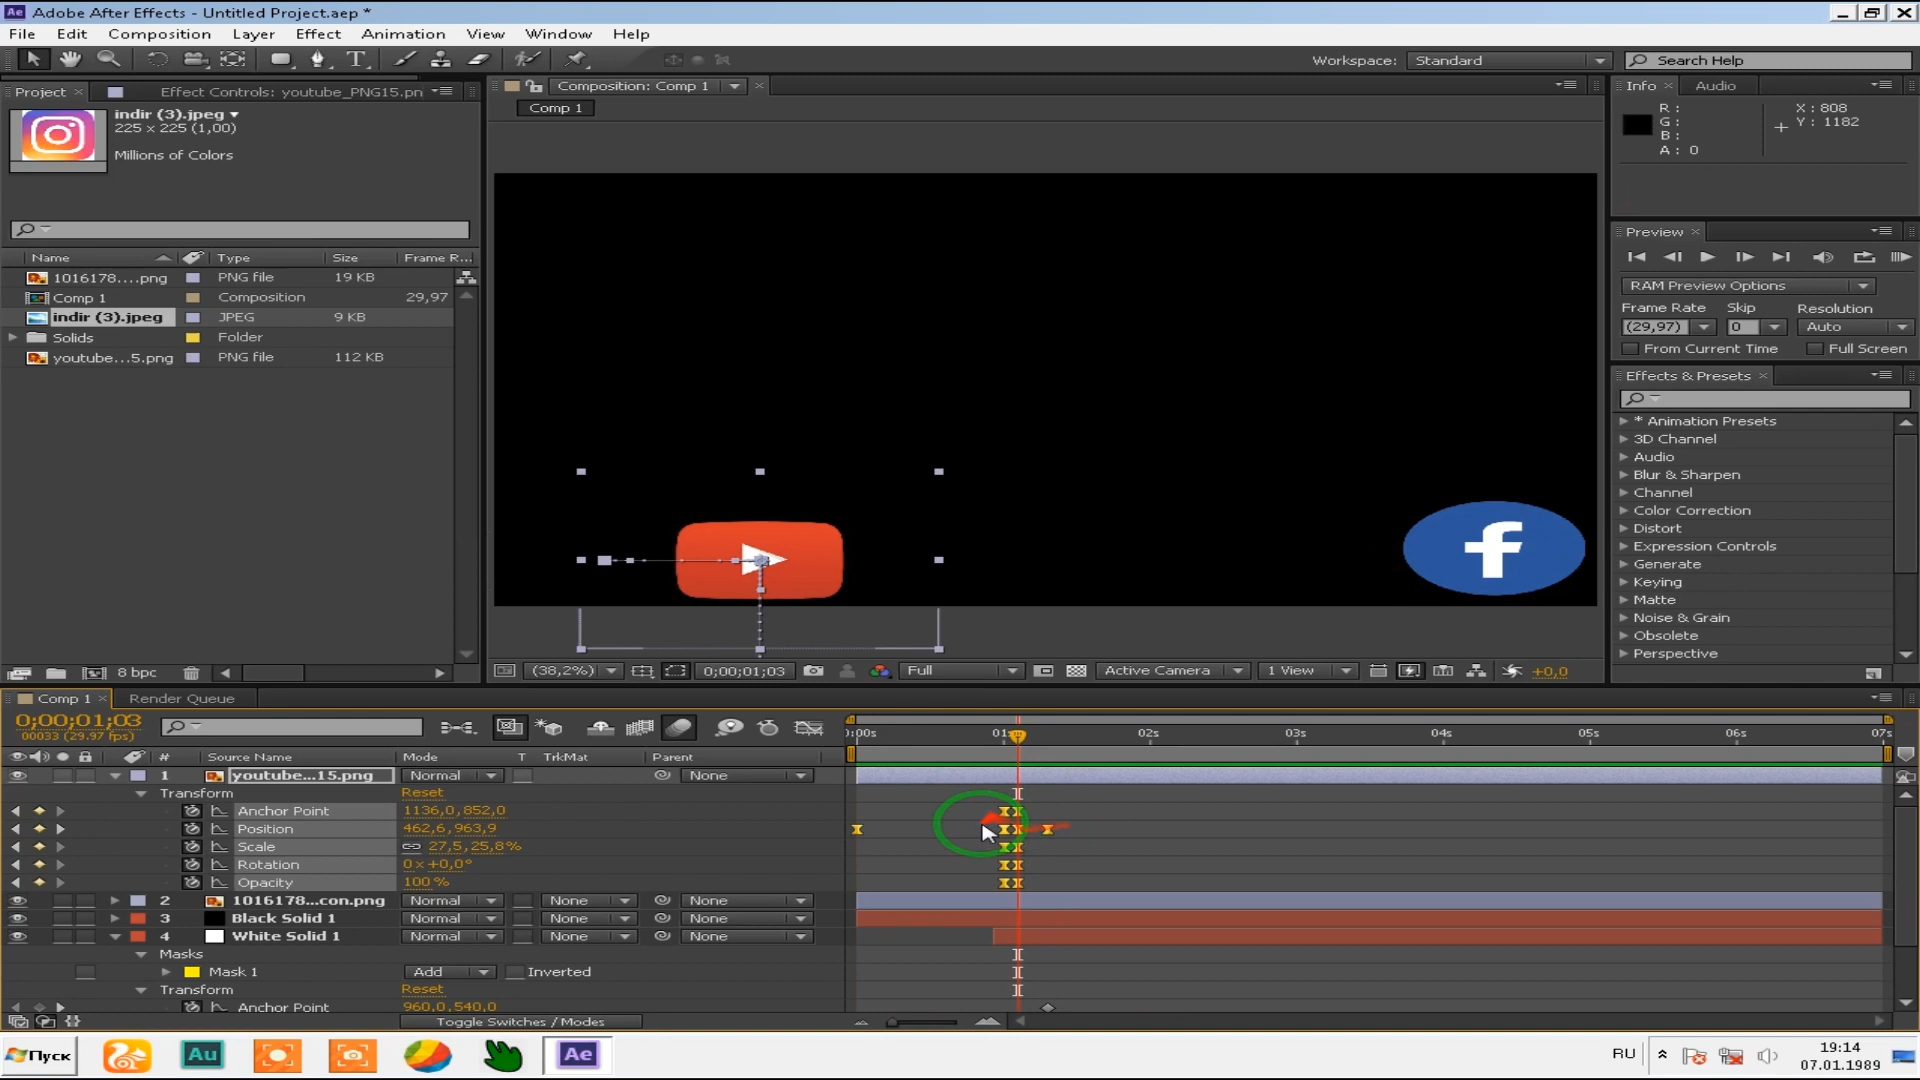 Adobe After Effects - Untitled Project.aep *
File Edit Composition Layer Effect Animation View Window Help
Workspace: Standard Search Help
Project Effect Controls: youtube_PNG15.pn
indir (3).jpeg
225 x 225 (1,00)
Millions of Colors
Name Type Size Frame R...
1016178....png PNG file 19 KB
Comp 1 Composition 29,97
indir (3).jpeg JPEG 9 KB
Solids Folder
youtube...5.png PNG file 112 KB
8 bpc
Composition: Comp 1
Comp 1
f
(38,2%) 0;00;01;03 Full Active Camera 1 View +0,0
Info Audio
R :
G :
B :
A : 0
X : 808
Y : 1182
Preview
RAM Preview Options
Frame Rate Skip Resolution
(29,97) 0 Auto
From Current Time Full Screen
Effects & Presets
* Animation Presets
3D Channel
Audio
Blur & Sharpen
Channel
Color Correction
Distort
Expression Controls
Generate
Keying
Matte
Noise & Grain
Obsolete
Perspective
Comp 1 Render Queue
0;00;01;03
00033 (29.97 fps)
02s 03s 04s 05s 06s 07s
# Source Name Mode T TrkMat Parent
1 youtube...15.png Normal None
Transform Reset
Anchor Point 1136,0,852,0
Position 462,6,963,9
Scale 27,5,25,8%
Rotation 0x+0,0°
Opacity 100%
2 1016178...con.png Normal None None
3 Black Solid 1 Normal None None
4 White Solid 1 Normal None None
Masks
Mask 1 Add Inverted
Transform Reset
Anchor Point 960,0,540,0
Toggle Switches / Modes
Пуск Au Ae RU 19:14
07.01.1989